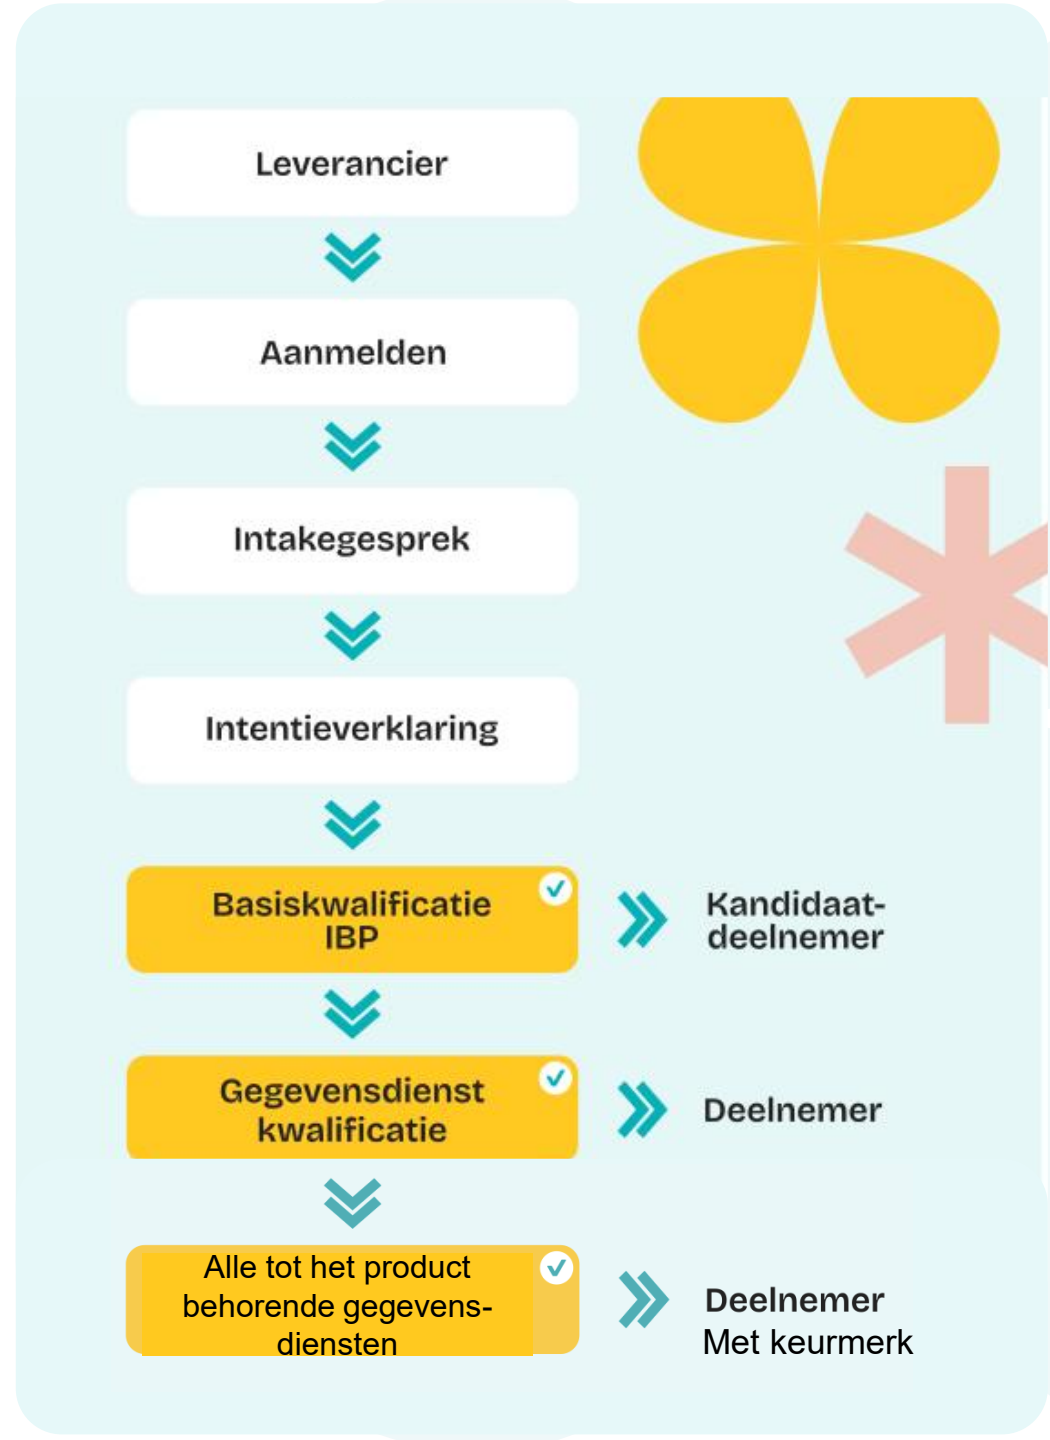 Leverancier
Aanmelden
Intakegesprek
Intentieverklaring
Basiskwalificatie
IBP
Kandidaat-
deelnemer
Gegevensdienst
kwalificatie
Deelnemer
Alle tot het product
behorende gegevens-
diensten
Deelnemer
Met keurmerk